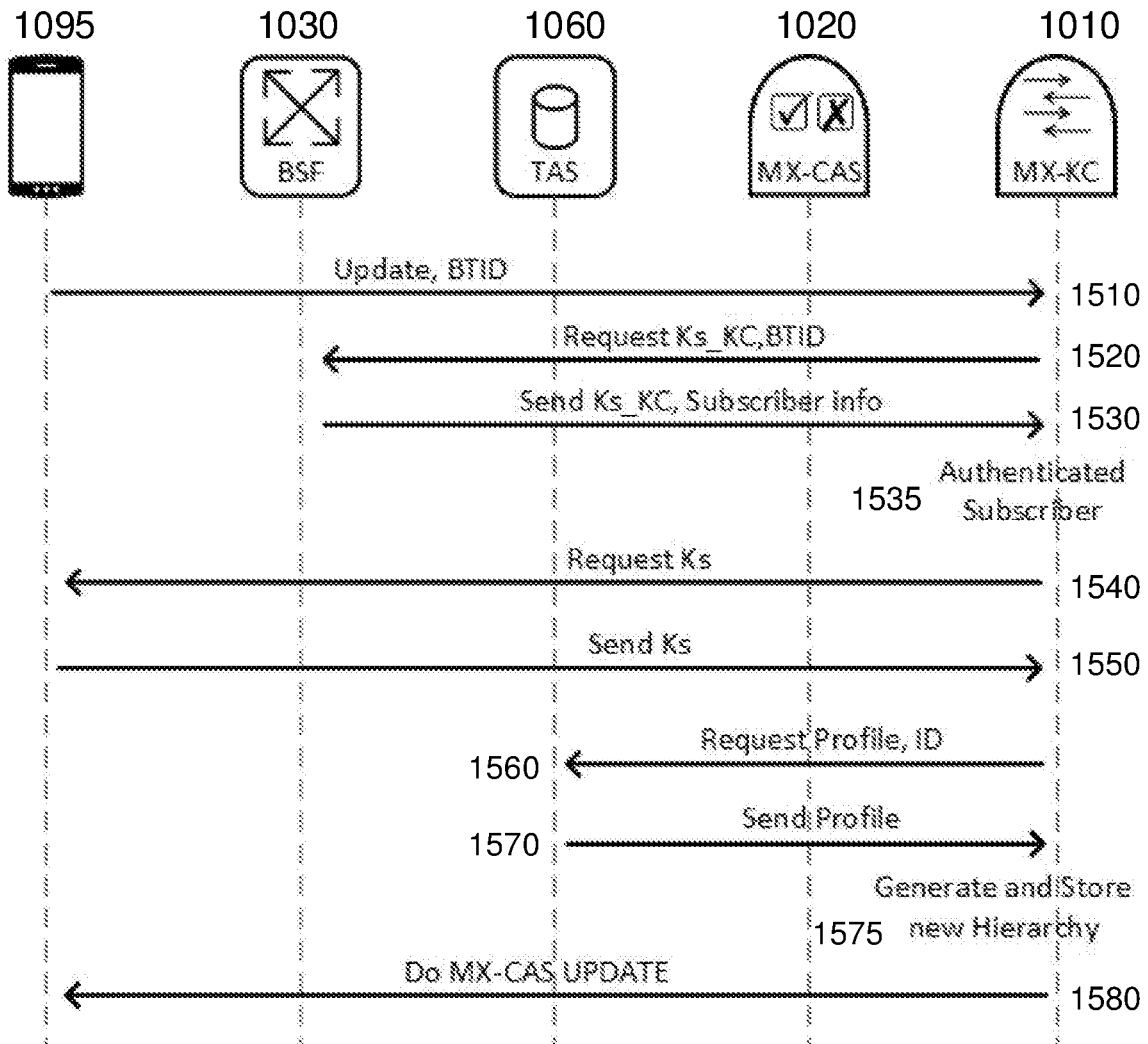 1095 1030 1060 1020 1010
BSF TAS MX-CAS MX-KC
Update, BTID
1510
Request Ks_KC,BTID
1520
Send Ks_KC, Subscriber info
1530
Authenticated
1535 Subscriber
Request Ks
1540
Send Ks
1550
Request Profile, ID
1560
Send Profile
1570
Generate and Store
1575 new Hierarchy
Do MX-CAS UPDATE
1580